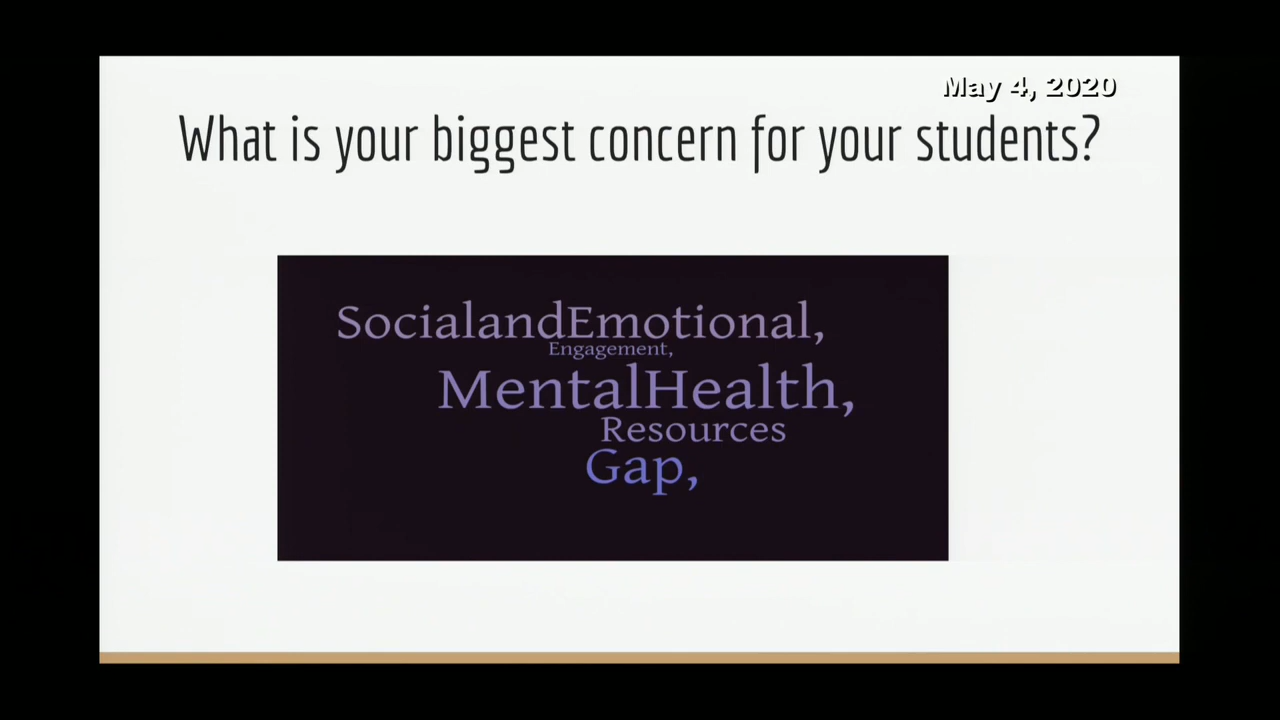 May 4, 2020
What is your biggest concern for your students?
SocialandEmotional,
Engagement,
MentalHealth,
Resources
Gap,